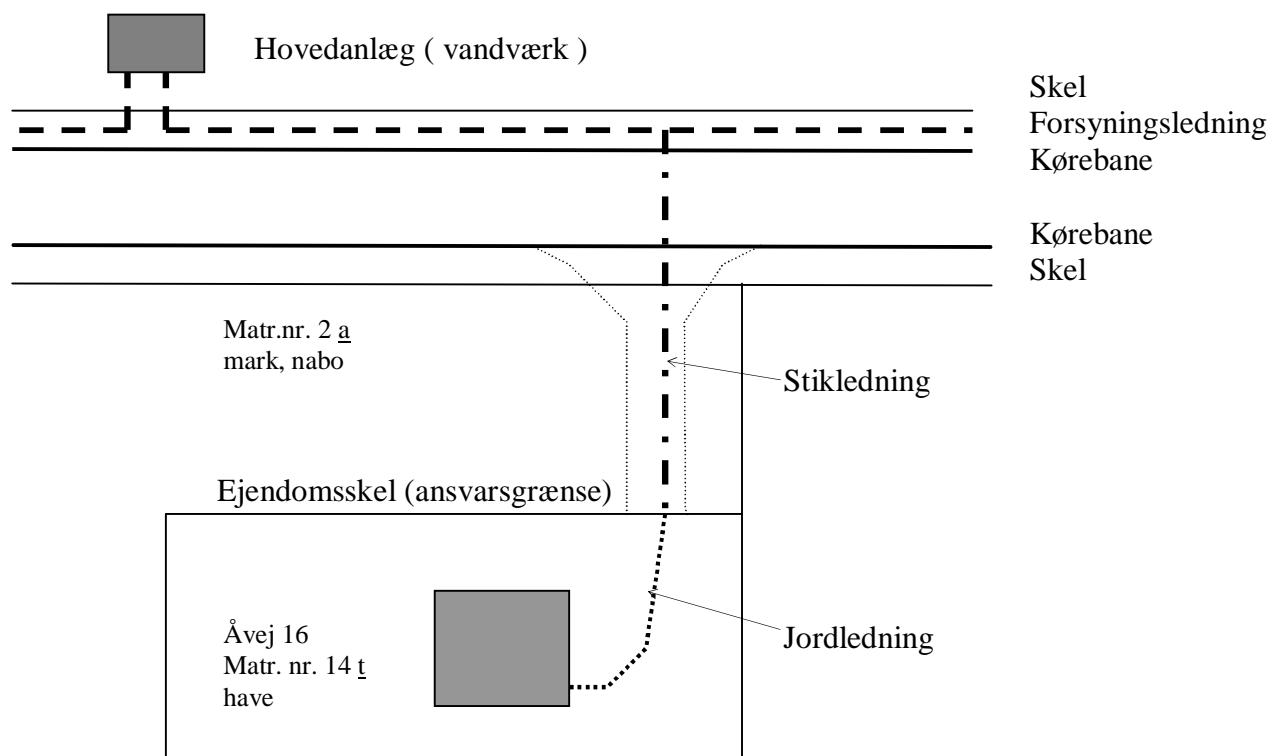 Hovedanlæg ( vandværk )
Skel
Forsyningsledning
Kørebane
Kørebane
Skel
Matr.nr. 2 a
mark, nabo
Stikledning
Ejendomsskel (ansvarsgrænse)
Åvej 16
Matr. nr. 14 t
have
Jordledning